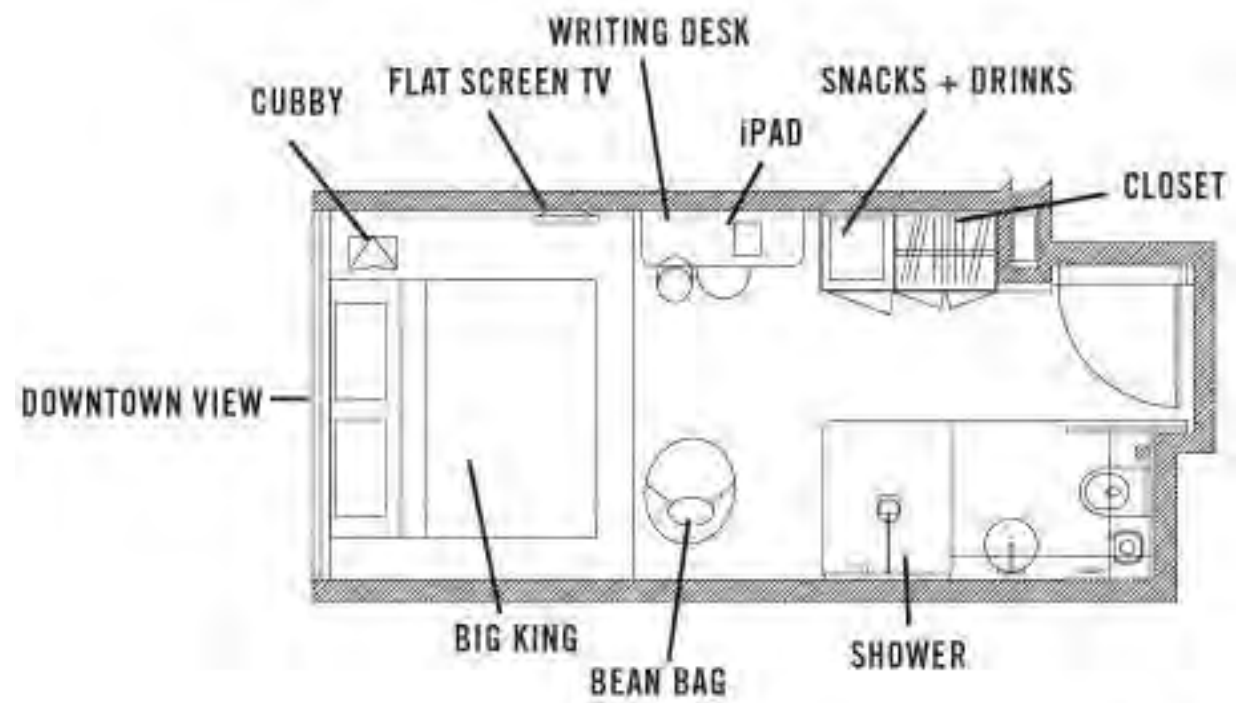 WRITING DESK
FLAT SCREEN TV
SNACKS + DRINKS
CUBBY
iPAD
CLOSET
DOWNTOWN VIEW
BIG KING
SHOWER
BEAN BAG